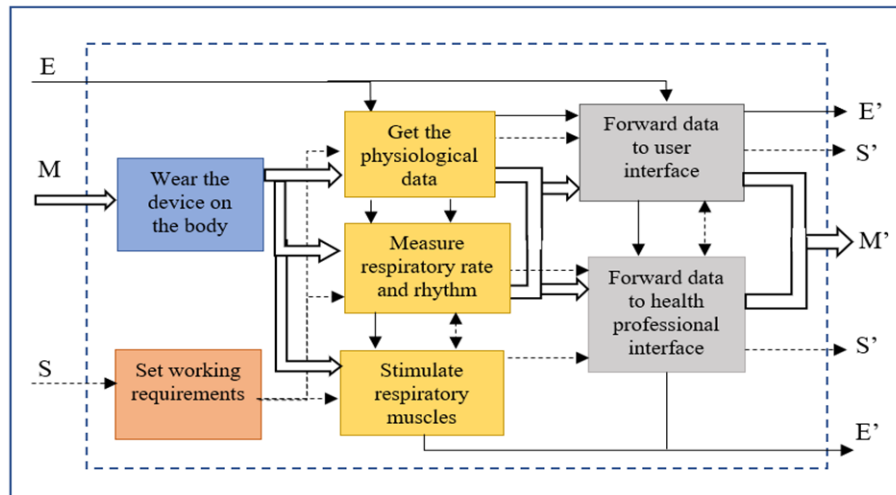 E
M
S
Wear the
device on
the body
Set working
requirements
Get the
physiological
data
Measure
respiratory rate
and rhythm
Stimulate
respiratory
muscles
Forward data
to user
interface
Forward data
to health
professional
interface
E’
S’
M’
S’
E’